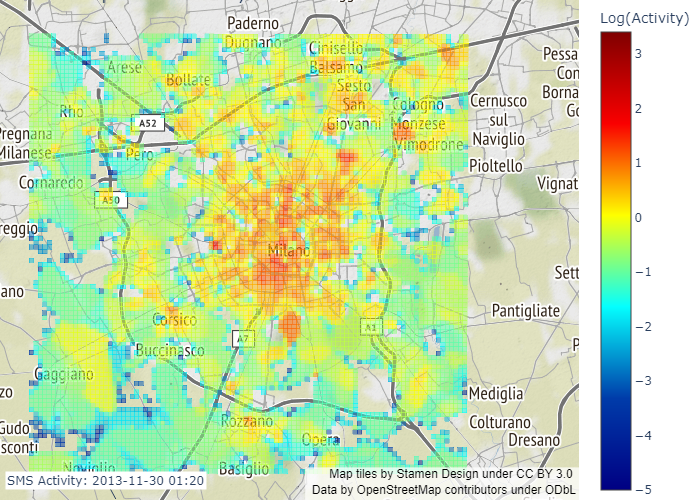 Log(Activity)
Paderno
Dugnano
Cinisello
Balsamo
Arese
Bollate
Sesto
San
Giovanni
Cologno
Monzese
Cernusco
sul
Naviglio
Pessa
Con
Borna
Go
Rho
A52
Pregnana
Milanese
Pero
Vimodrone
Pioltello
Cornaredo
A50
Vignat
reggio
Milano
Sett
ano
Pantigliate
Corsico
A7
A1
Buccinasco
P
Gaggiano
zo
Mediglia
Rozzano
Colturano
Gudo
sconti
Opera
Dresano
Noviglio
Basiglio
SMS Activity: 2013-11-30 01:20
Map tiles by Stamen Design under CC BY 3.0
Data by OpenStreetMap contributors under ODbL
3
2
1
0
−1
−2
−3
−4
−5